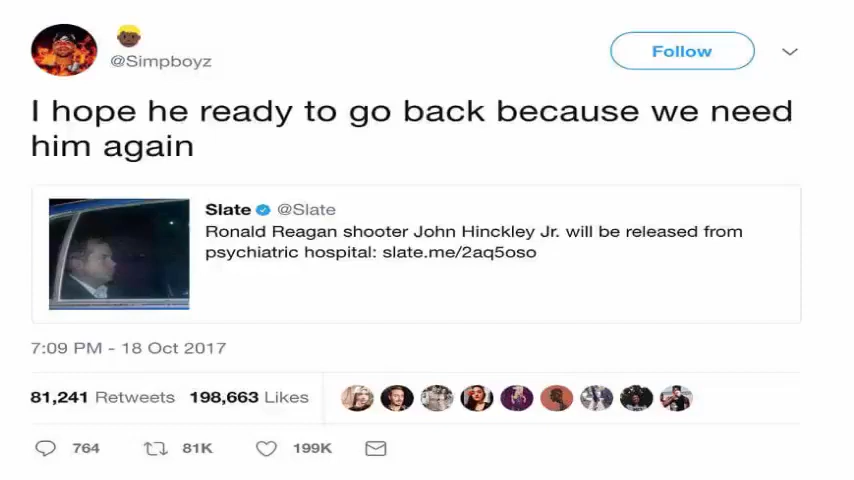 @Simpboyz
Follow
I hope he ready to go back because we need
him again
Slate @Slate
Ronald Reagan shooter John Hinckley Jr. will be released from
psychiatric hospital: slate.me/2aq5oso
7:09 PM - 18 Oct 2017
81,241 Retweets 198,663 Likes
764 81K 199K